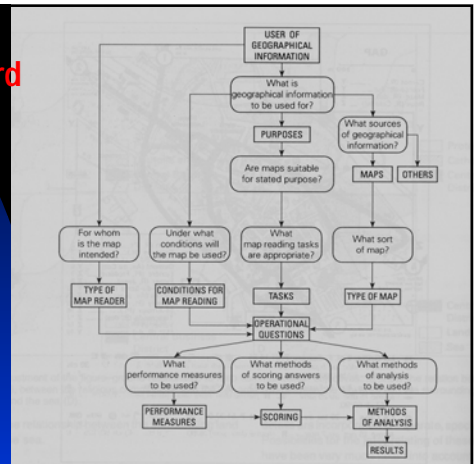 rd
USER OF
GEOGRAPHICAL
INFORMATION
What is
geographical information
to be used for?
What sources
of geographical
information?
PURPOSES
Are maps suitable
for stated purpose?
MAPS
OTHERS
For whom
is the map
intended?
Under what
conditions will
the map be used?
What
map reading tasks
are appropriate?
What sort
of map?
TYPE OF
MAP READER
CONDITIONS FOR
MAP READING
TASKS
TYPE OF MAP
OPERATIONAL
QUESTIONS
What
performance measures
to be used?
What methods
of scoring answers
to be used?
What methods
of analysis
to be used?
PERFORMANCE
MEASURES
SCORING
METHODS
OF ANALYSIS
RESULTS